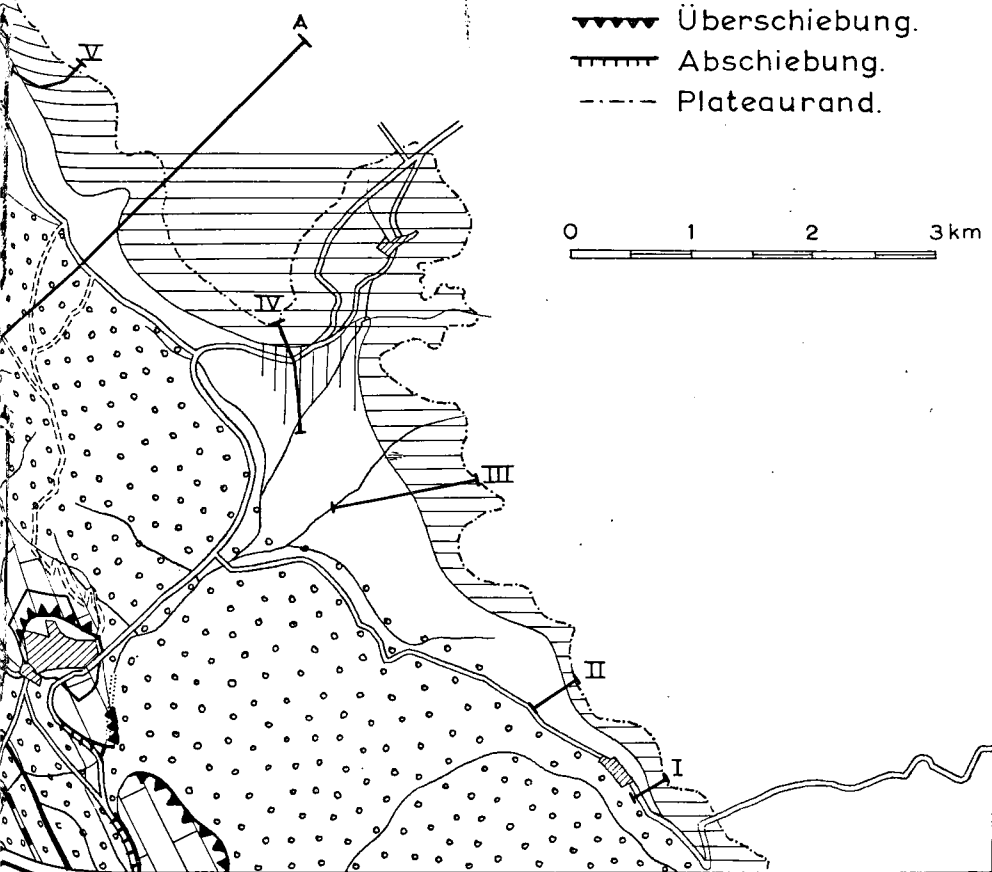 Überschiebung.
Abschiebung.
Plateaurand.
0 1 2 3 km
A
V
IV
III
II
I